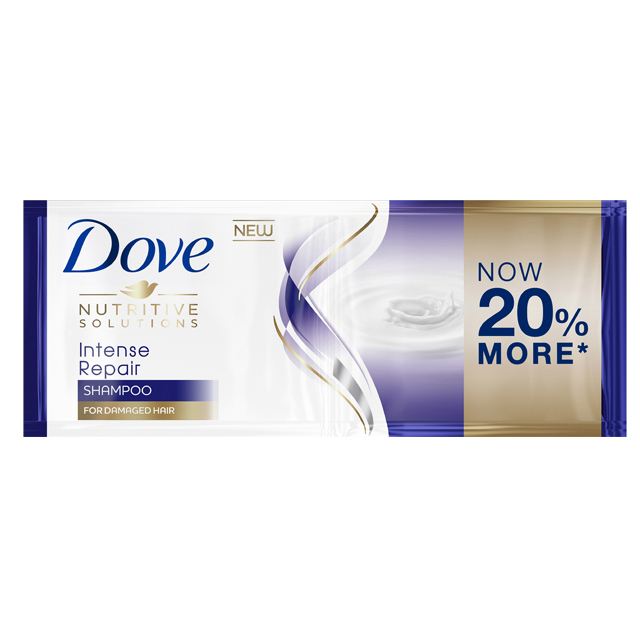 Dove
NEW
NUTRITIVE
SOLUTIONS
Intense
Repair
SHAMPOO
FOR DAMAGED HAIR
NOW
20%
MORE*